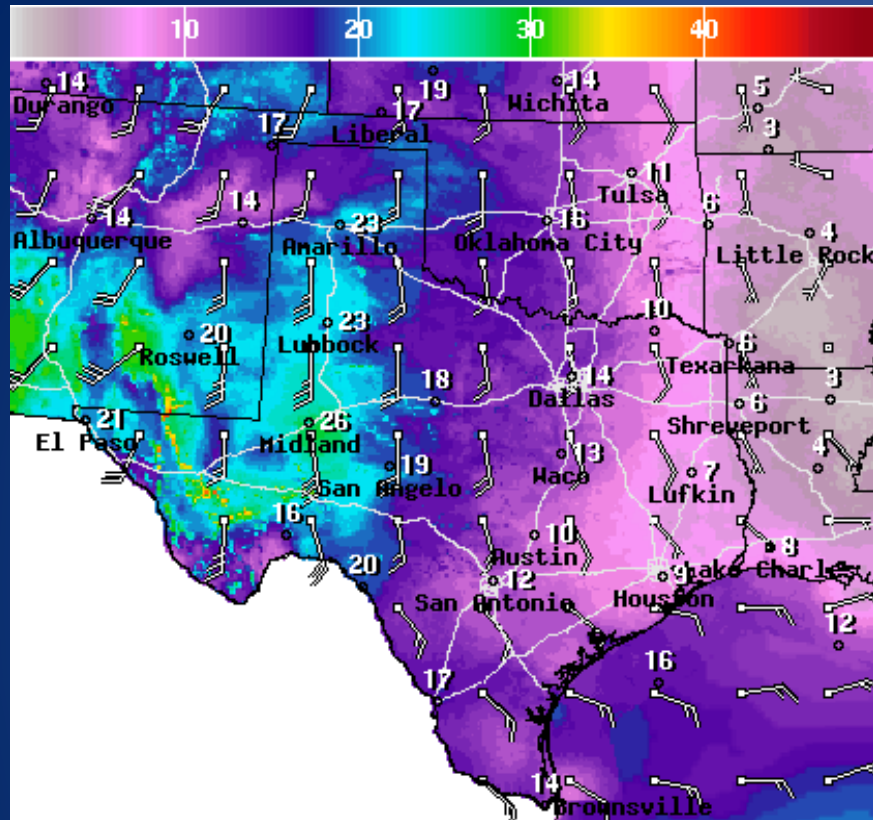 10 20 30 40
14 19 14 5
Durango Wichita
17 17 3
Liberal
11
Tulsa
14 14 23 16 6 4
Albuquerque Amarillo Oklahoma City Little Rock
20 23 10
Roswell Lubbock 6
Texarkana
14
21 18 Dallas 6 3
El Paso 26 Shreveport
Midland
19 13 7 4
San Angelo Waco Lufkin
16 10 8
Austin Lake Charles
20 12 9
San Antonio Houston
12
17 16
14
Brownsville